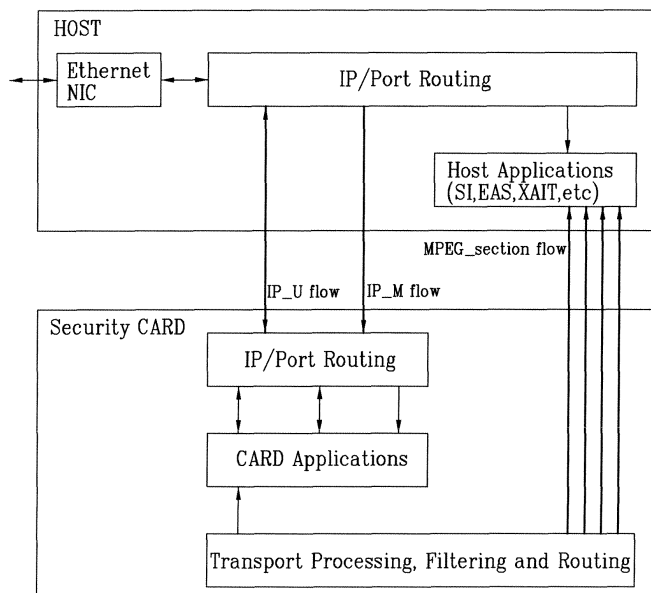 HOST
Ethernet
NIC
IP/Port Routing
Host Applications
(SI,EAS,XAIT,etc)
MPEG_section flow
IP_U flow
IP_M flow
Security CARD
IP/Port Routing
CARD Applications
Transport Processing, Filtering and Routing